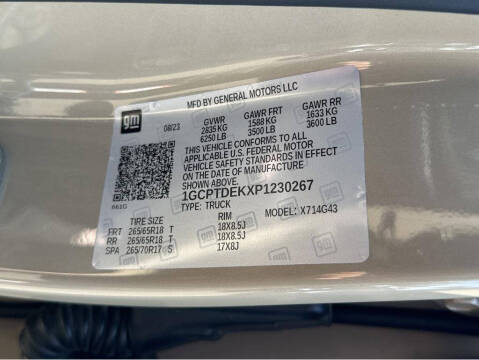 MFD BY GENERAL MOTORS LLC
gm
08/23 GVWR GAWR FRT GAWR RR
2835 KG 1588 KG 1633 KG
6250 LB 3500 LB 3600 LB
THIS VEHICLE CONFORMS TO ALL
APPLICABLE U.S. FEDERAL MOTOR
VEHICLE SAFETY STANDARDS IN EFFECT
ON THE DATE OF MANUFACTURE
SHOWN ABOVE.
1GCPTDEKXP1230267
TYPE: TRUCK MODEL: X714G43
TIRE SIZE RIM
FRT 265/65R18 T 18X8.5J
RR 265/65R18 T 18X8.5J
SPA 265/70R17 S 17X8J